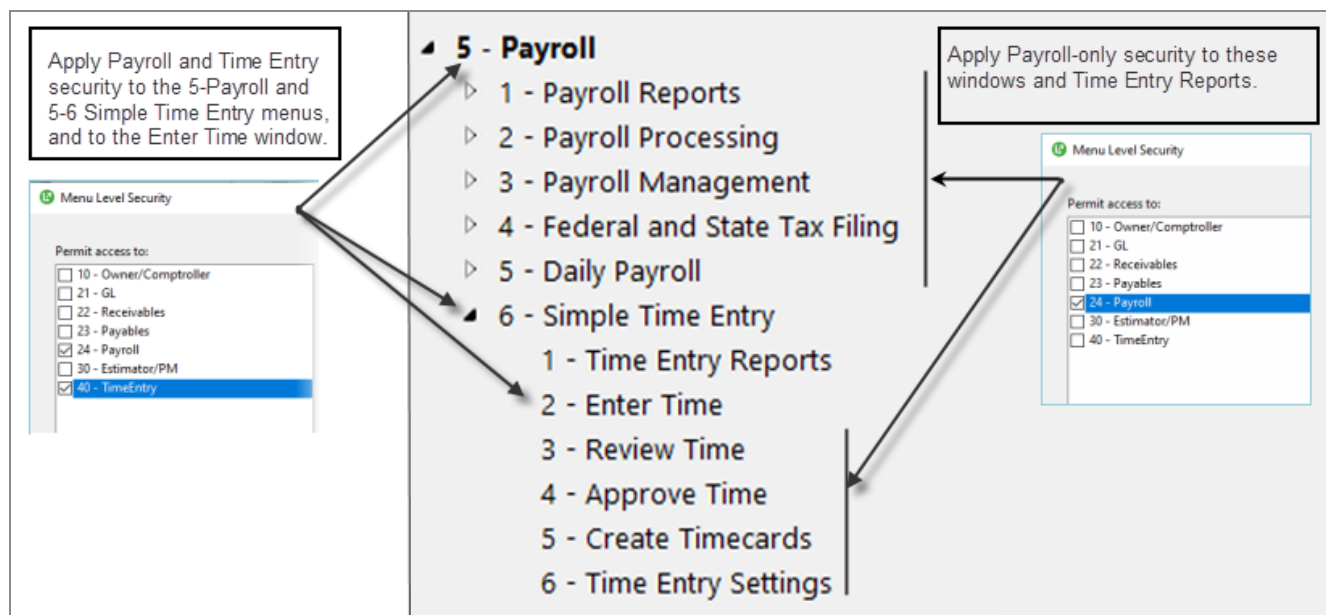 Apply Payroll and Time Entry
security to the 5-Payroll and
5-6 Simple Time Entry menus,
and to the Enter Time window.
Menu Level Security
Permit access to:
10 - Owner/Comptroller
21 - GL
22 - Receivables
23 - Payables
24 - Payroll
30 - Estimator/PM
40 - TimeEntry
5 - Payroll
1 - Payroll Reports
2 - Payroll Processing
3 - Payroll Management
4 - Federal and State Tax Filing
5 - Daily Payroll
6 - Simple Time Entry
1 - Time Entry Reports
2 - Enter Time
3 - Review Time
4 - Approve Time
5 - Create Timecards
6 - Time Entry Settings
Apply Payroll-only security to these
windows and Time Entry Reports.
Menu Level Security
Permit access to:
10 - Owner/Comptroller
21 - GL
22 - Receivables
23 - Payables
24 - Payroll
30 - Estimator/PM
40 - TimeEntry